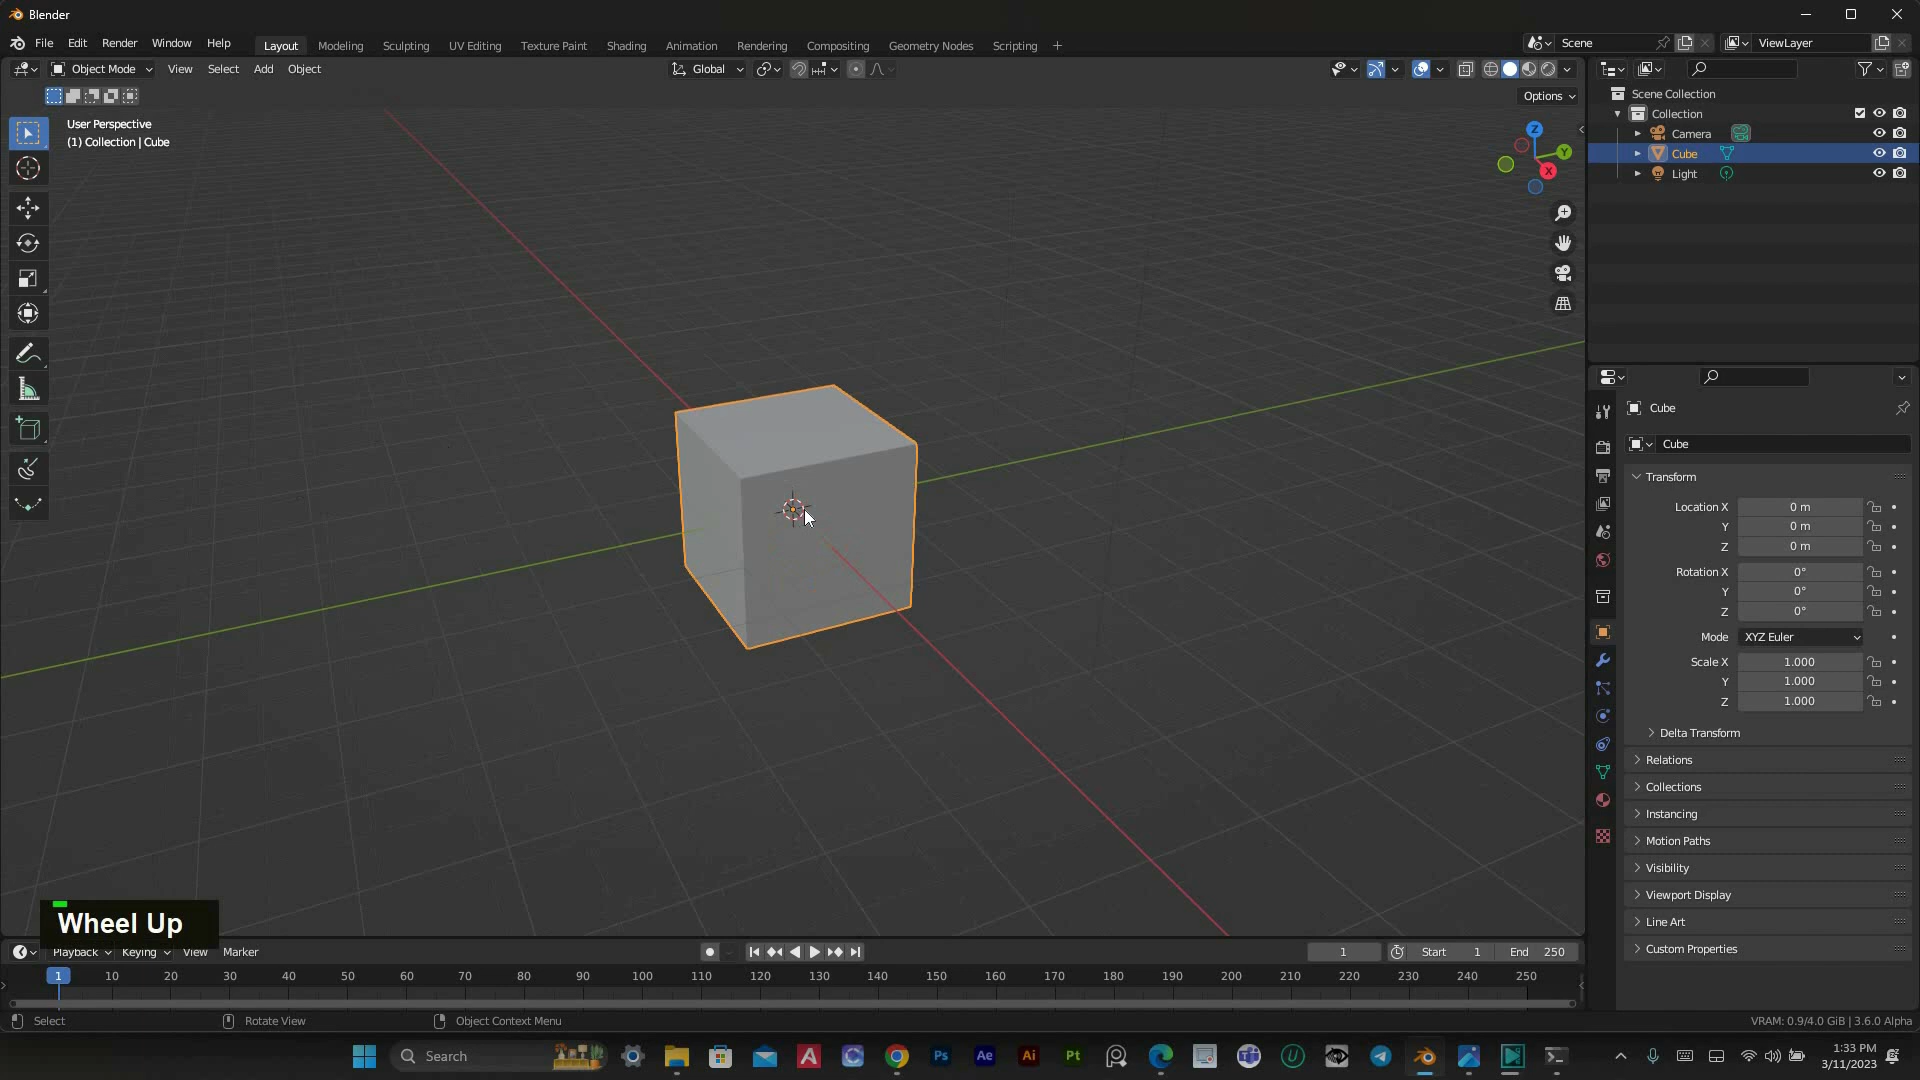 Blender
File Edit Render Window Help
Layout Modeling Sculpting UV Editing Texture Paint Shading Animation Rendering Compositing Geometry Nodes Scripting +
Scene
ViewLayer
Object Mode View Select Add Object
Global
Options
User Perspective
(1) Collection | Cube
Z
Y
X
Scene Collection
Collection
Camera
Cube
Light
Cube
Cube
Transform
Location X 0 m
Y 0 m
Z 0 m
Rotation X 0°
Y 0°
Z 0°
Mode XYZ Euler
Scale X 1.000
Y 1.000
Z 1.000
Delta Transform
Relations
Collections
Instancing
Motion Paths
Visibility
Viewport Display
Line Art
Custom Properties
Wheel Up
Playback Keying View Marker
1 Start 1 End 250
1 10 20 30 40 50 60 70 80 90 100 110 120 130 140 150 160 170 180 190 200 210 220 230 240 250
Select Rotate View Object Context Menu
VRAM: 0.9/4.0 GiB | 3.6.0 Alpha
Search
Ps Ae Ai Pt
1:33 PM
3/11/2023